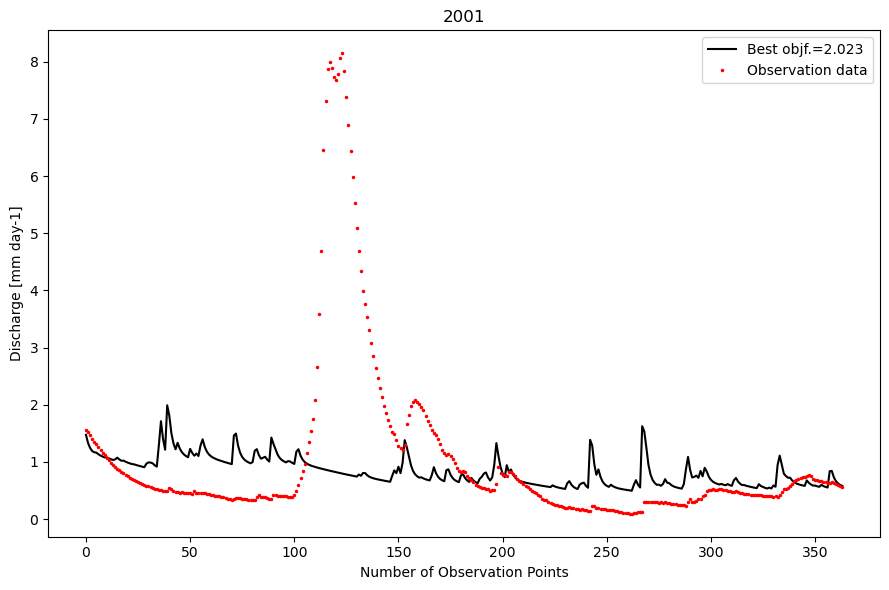 2001
Best objf.=2.023
Observation data
Discharge [mm day-1]
8
7
6
5
4
3
2
1
0
0 50 100 150 200 250 300 350
Number of Observation Points